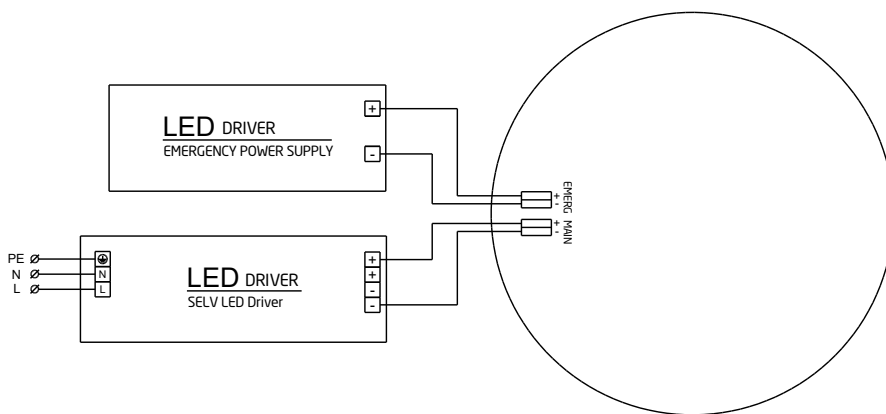 LED DRIVER
EMERGENCY POWER SUPPLY
+
-
EMERG
+
-
MAIN
+
-
PE
N
L
N
L
LED DRIVER
SELV LED Driver
+
+
-
-